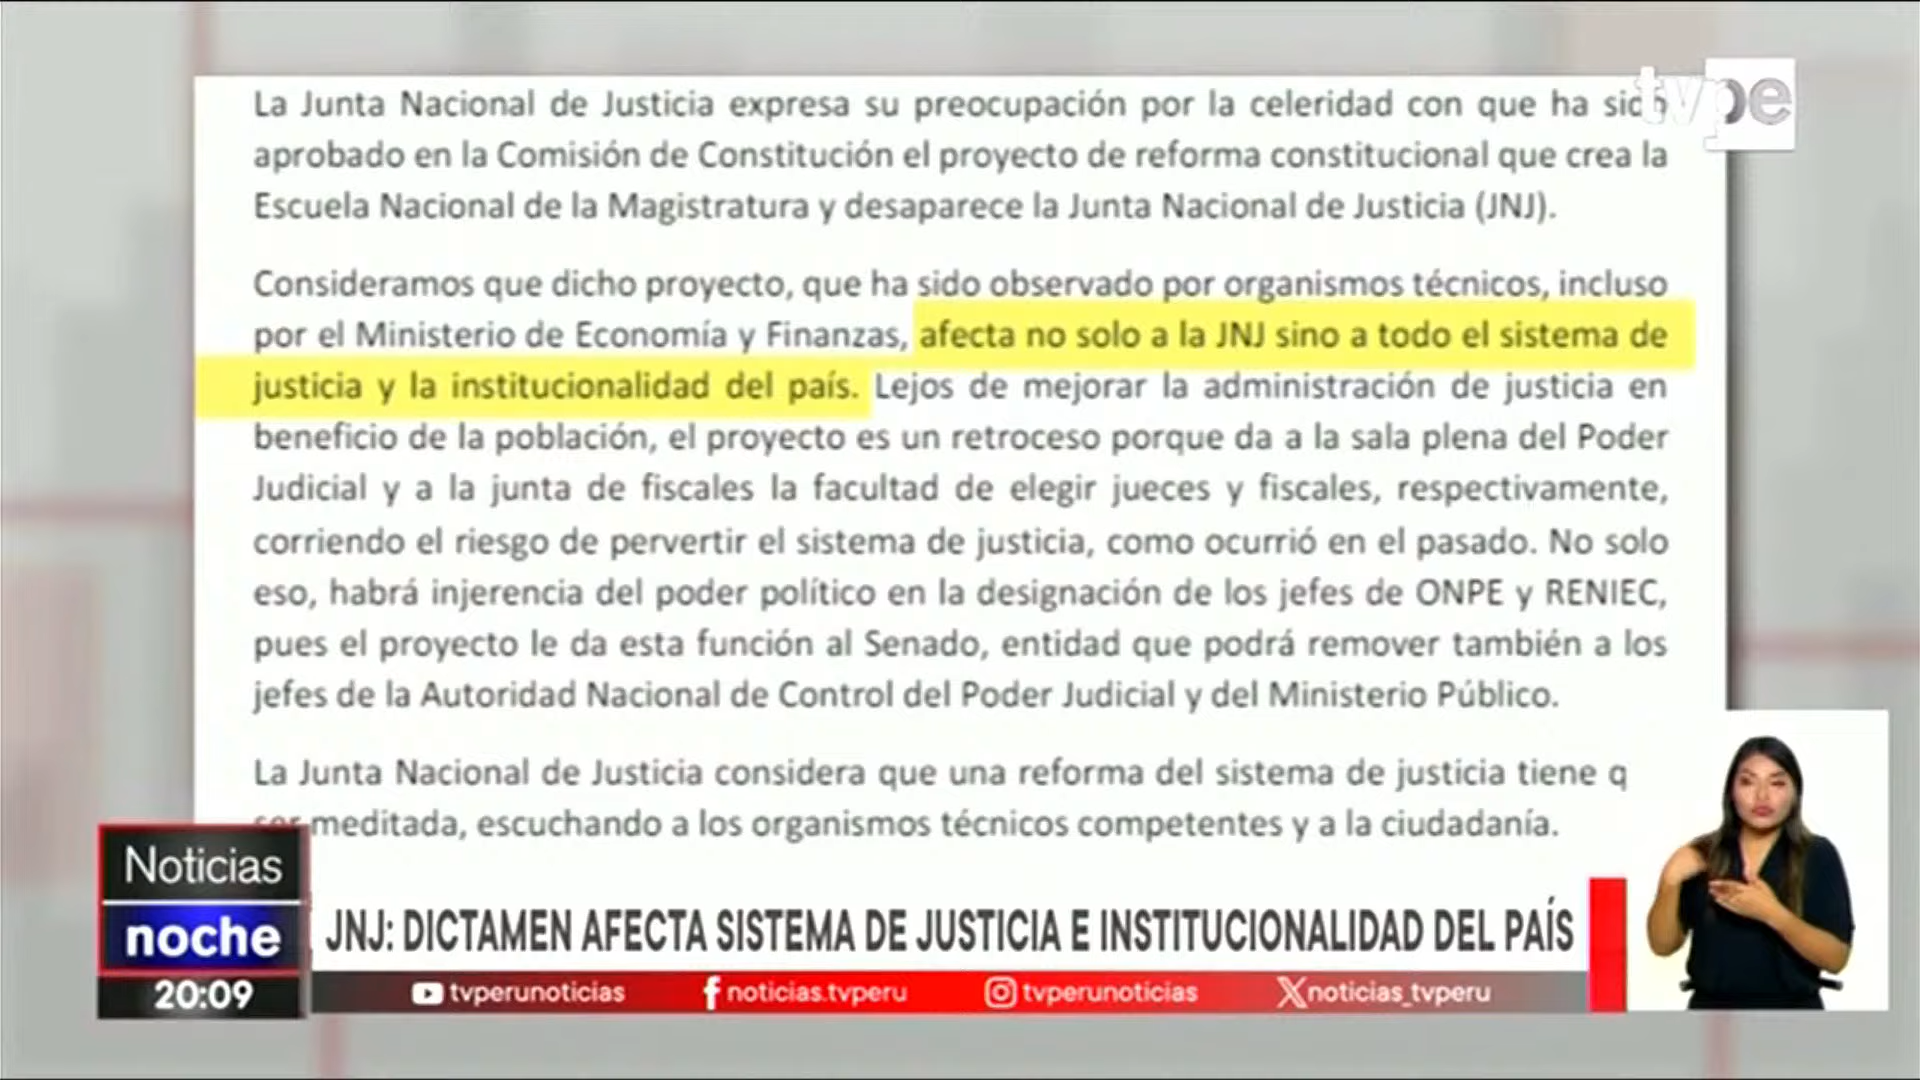 La Junta Nacional de Justicia expresa su preocupación por la celeridad con que ha sido
aprobado en la Comisión de Constitución el proyecto de reforma constitucional que crea la
Escuela Nacional de la Magistratura y desaparece la Junta Nacional de Justicia (JNJ).
Consideramos que dicho proyecto, que ha sido observado por organismos técnicos, incluso
por el Ministerio de Economía y Finanzas, afecta no solo a la JNJ sino a todo el sistema de
justicia y la institucionalidad del país. Lejos de mejorar la administración de justicia en
beneficio de la población, el proyecto es un retroceso porque da a la sala plena del Poder
Judicial y a la junta de fiscales la facultad de elegir jueces y fiscales, respectivamente,
corriendo el riesgo de pervertir el sistema de justicia, como ocurrió en el pasado. No solo
eso, habrá injerencia del poder político en la designación de los jefes de ONPE y RENIEC,
pues el proyecto le da esta función al Senado, entidad que podrá remover también a los
jefes de la Autoridad Nacional de Control del Poder Judicial y del Ministerio Público.
La Junta Nacional de Justicia considera que una reforma del sistema de justicia tiene q
ser meditada, escuchando a los organismos técnicos competentes y a la ciudadanía.
tvpe
Noticias
noche
20:09
JNJ: DICTAMEN AFECTA SISTEMA DE JUSTICIA E INSTITUCIONALIDAD DEL PAÍS
tvperunoticias
noticias.tvperu
tvperunoticias
noticias_tvperu